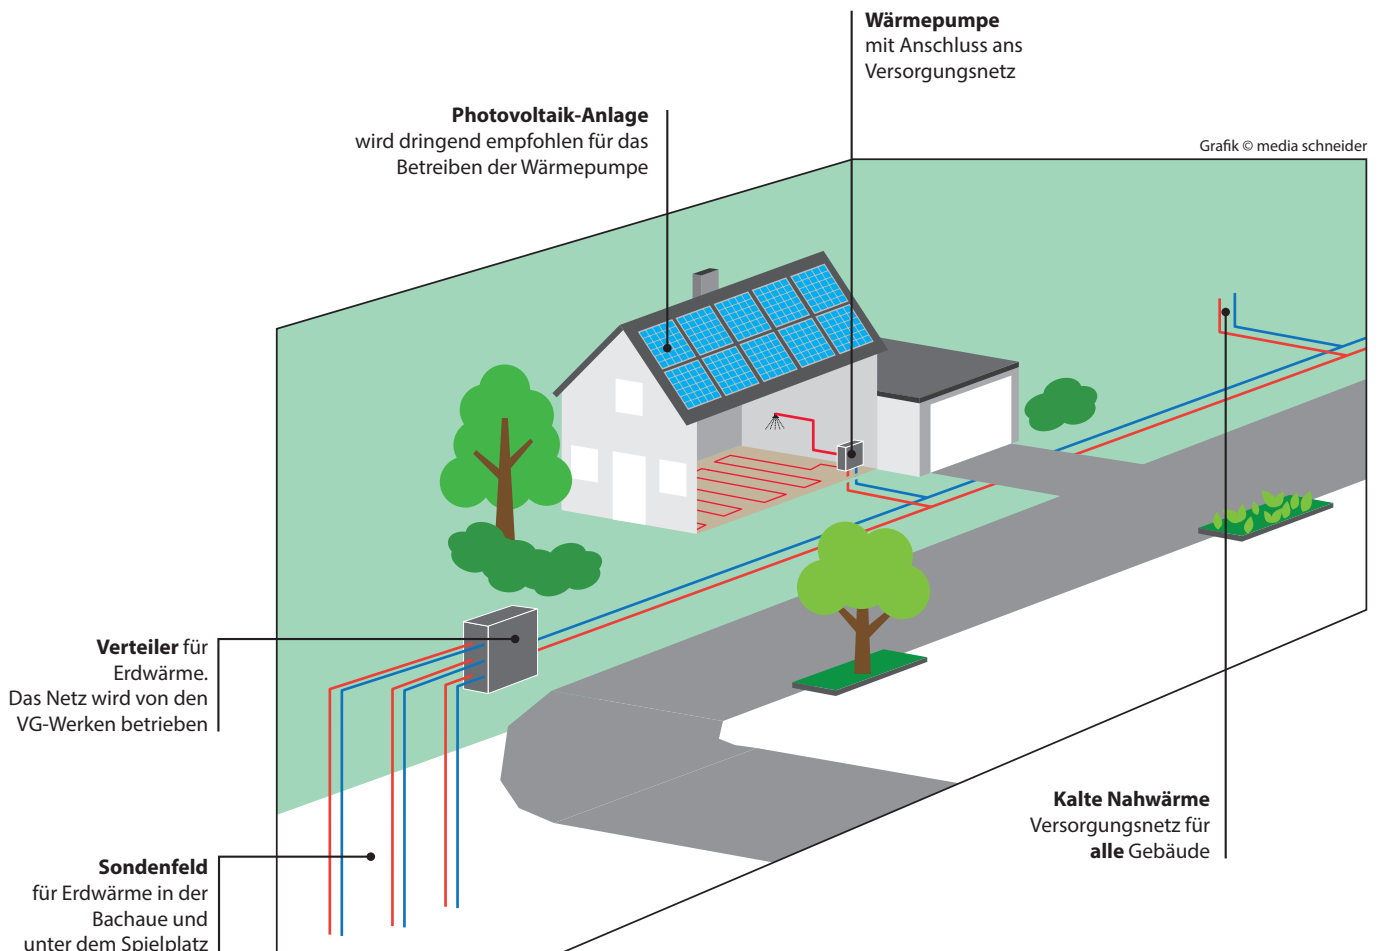 Wärmepumpe
mit Anschluss ans
Versorgungsnetz
Photovoltaik-Anlage
wird dringend empfohlen für das
Betreiben der Wärmepumpe
Grafik © media schneider
Verteiler für
Erdwärme.
Das Netz wird von den
VG-Werken betrieben
Kalte Nahwärme
Versorgungsnetz für
alle Gebäude
Sondenfeld
für Erdwärme in der
Bachaue und
unter dem Spielplatz